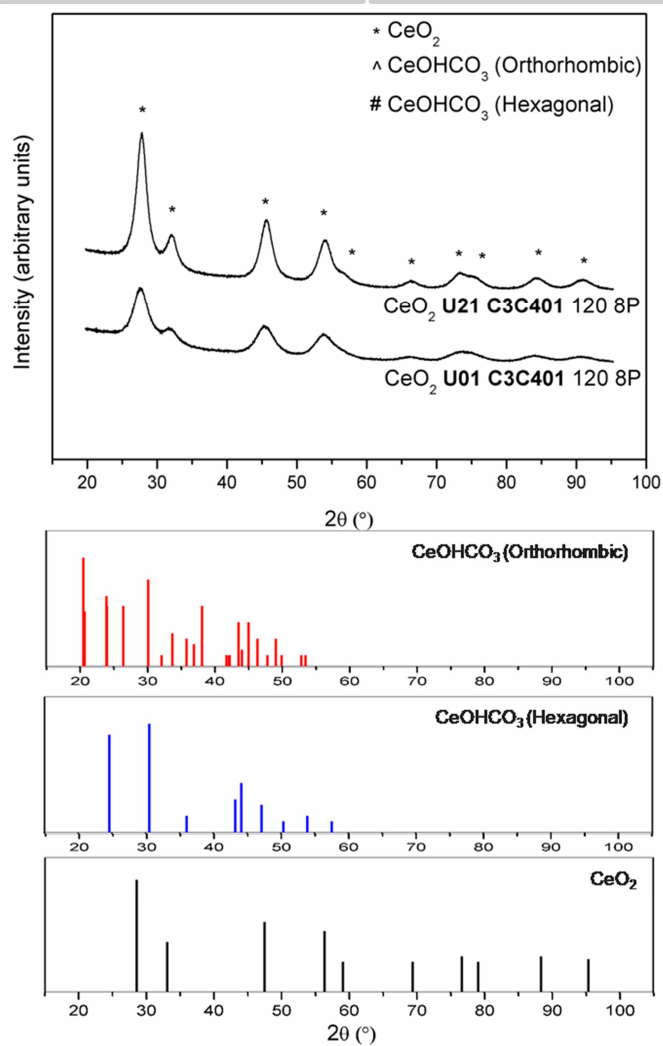 * CeO₂
^ CeOHCO₃ (Orthorhombic)
# CeOHCO₃ (Hexagonal)
Intensity (arbitrary units)
* * * * * * * * * *
CeO₂ U21 C3C401 120 8P
CeO₂ U01 C3C401 120 8P
20 30 40 50 60 70 80 90 100
2θ (°)
CeOHCO₃ (Orthorhombic)
20 30 40 50 60 70 80 90 100
CeOHCO₃ (Hexagonal)
20 30 40 50 60 70 80 90 100
CeO₂
20 30 40 50 60 70 80 90 100
2θ (°)